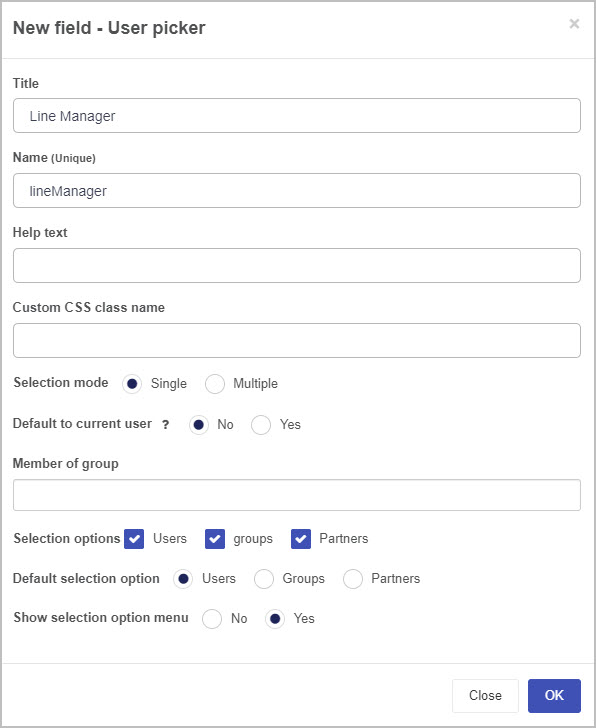 New field - User picker ×
Title
Line Manager
Name (Unique)
lineManager
Help text
Custom CSS class name
Selection mode Single Multiple
Default to current user ? No Yes
Member of group
Selection options Users groups Partners
Default selection option Users Groups Partners
Show selection option menu No Yes
Close OK